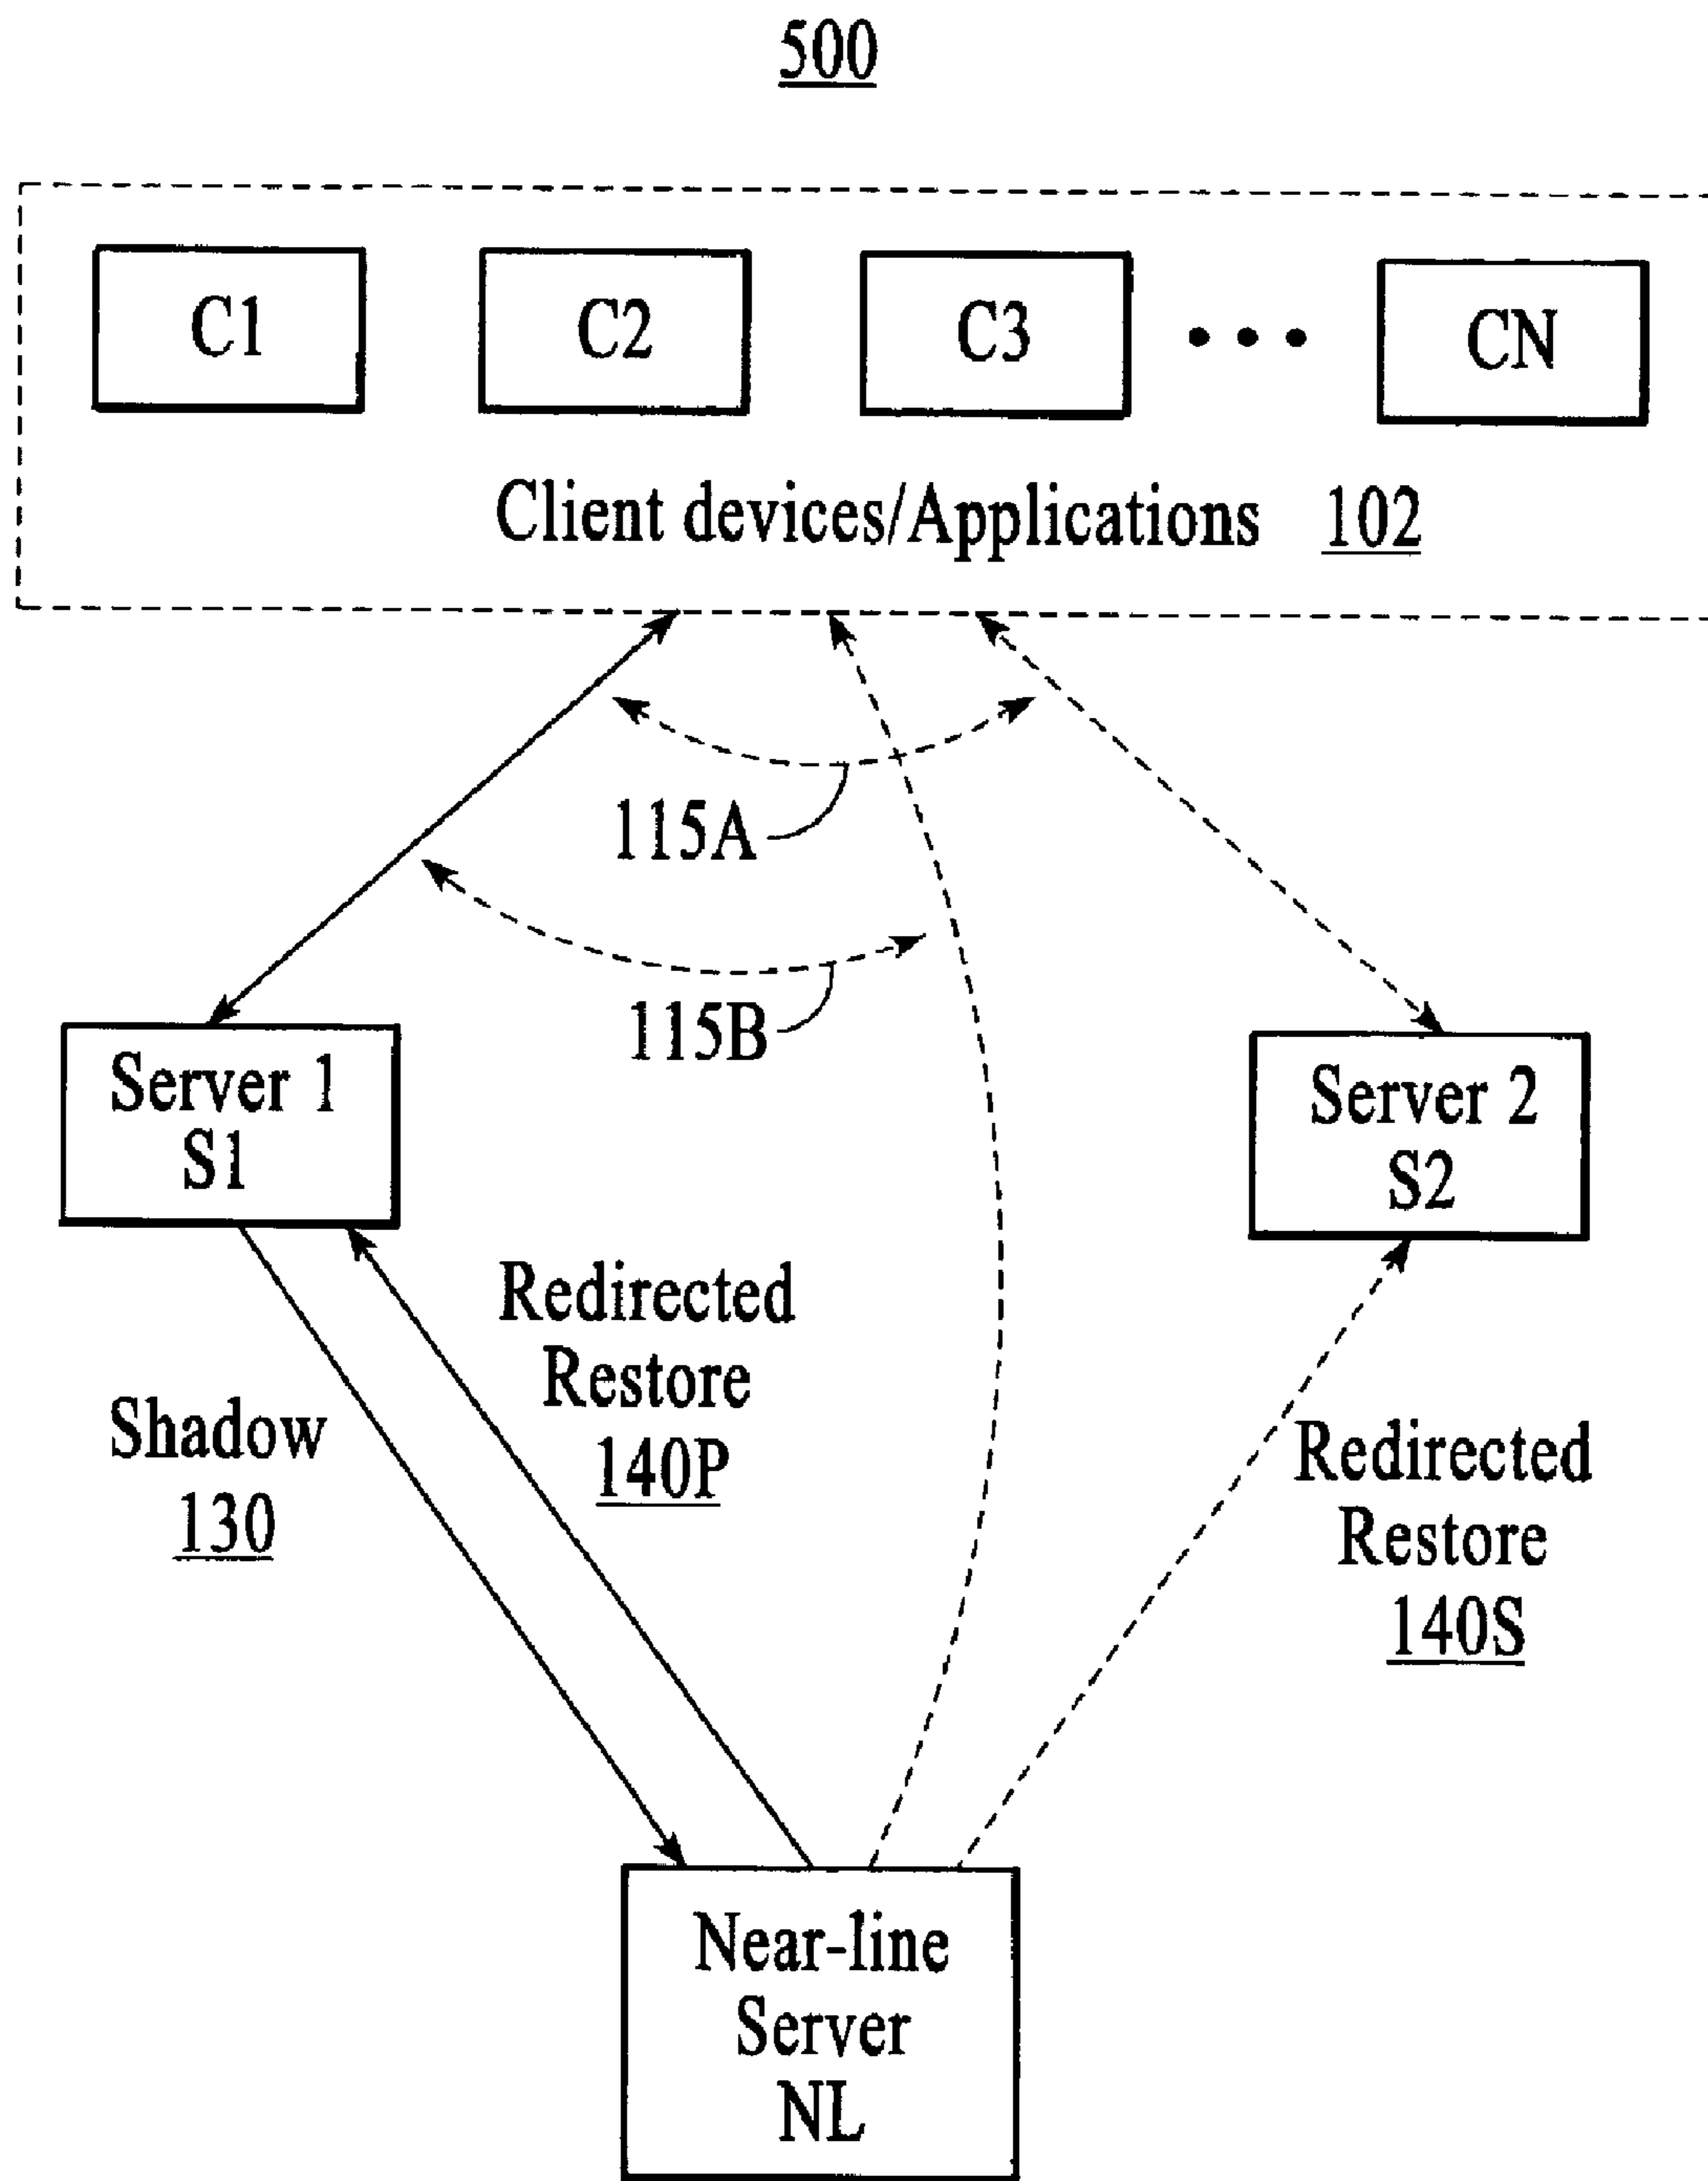 500
C1
C2
C3
• • •
CN
Client devices/Applications 102
115A
115B
Server 1
S1
Server 2
S2
Redirected
Restore
140P
Shadow
130
Redirected
Restore
140S
Near-line
Server
NL